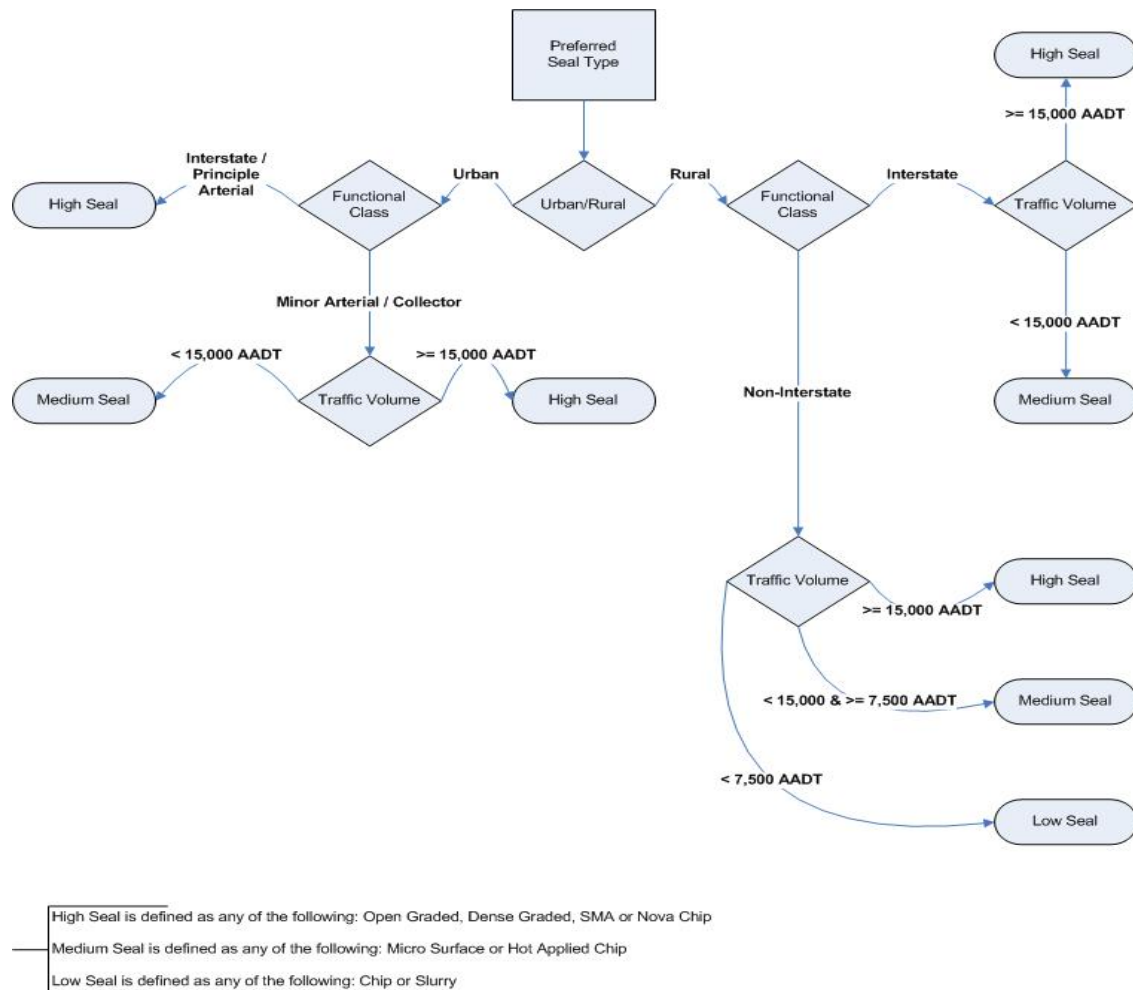 Preferred
Seal Type
High Seal
>= 15,000 AADT
Interstate /
Principle
Arterial
Urban
Rural
Interstate
High Seal
Functional
Class
Urban/Rural
Functional
Class
Traffic Volume
Minor Arterial / Collector
< 15,000 AADT
< 15,000 AADT
>= 15,000 AADT
Medium Seal
Traffic Volume
High Seal
Non-Interstate
Medium Seal
Traffic Volume
High Seal
>= 15,000 AADT
< 15,000 & >= 7,500 AADT
Medium Seal
< 7,500 AADT
Low Seal
High Seal is defined as any of the following: Open Graded, Dense Graded, SMA or Nova Chip
Medium Seal is defined as any of the following: Micro Surface or Hot Applied Chip
Low Seal is defined as any of the following: Chip or Slurry